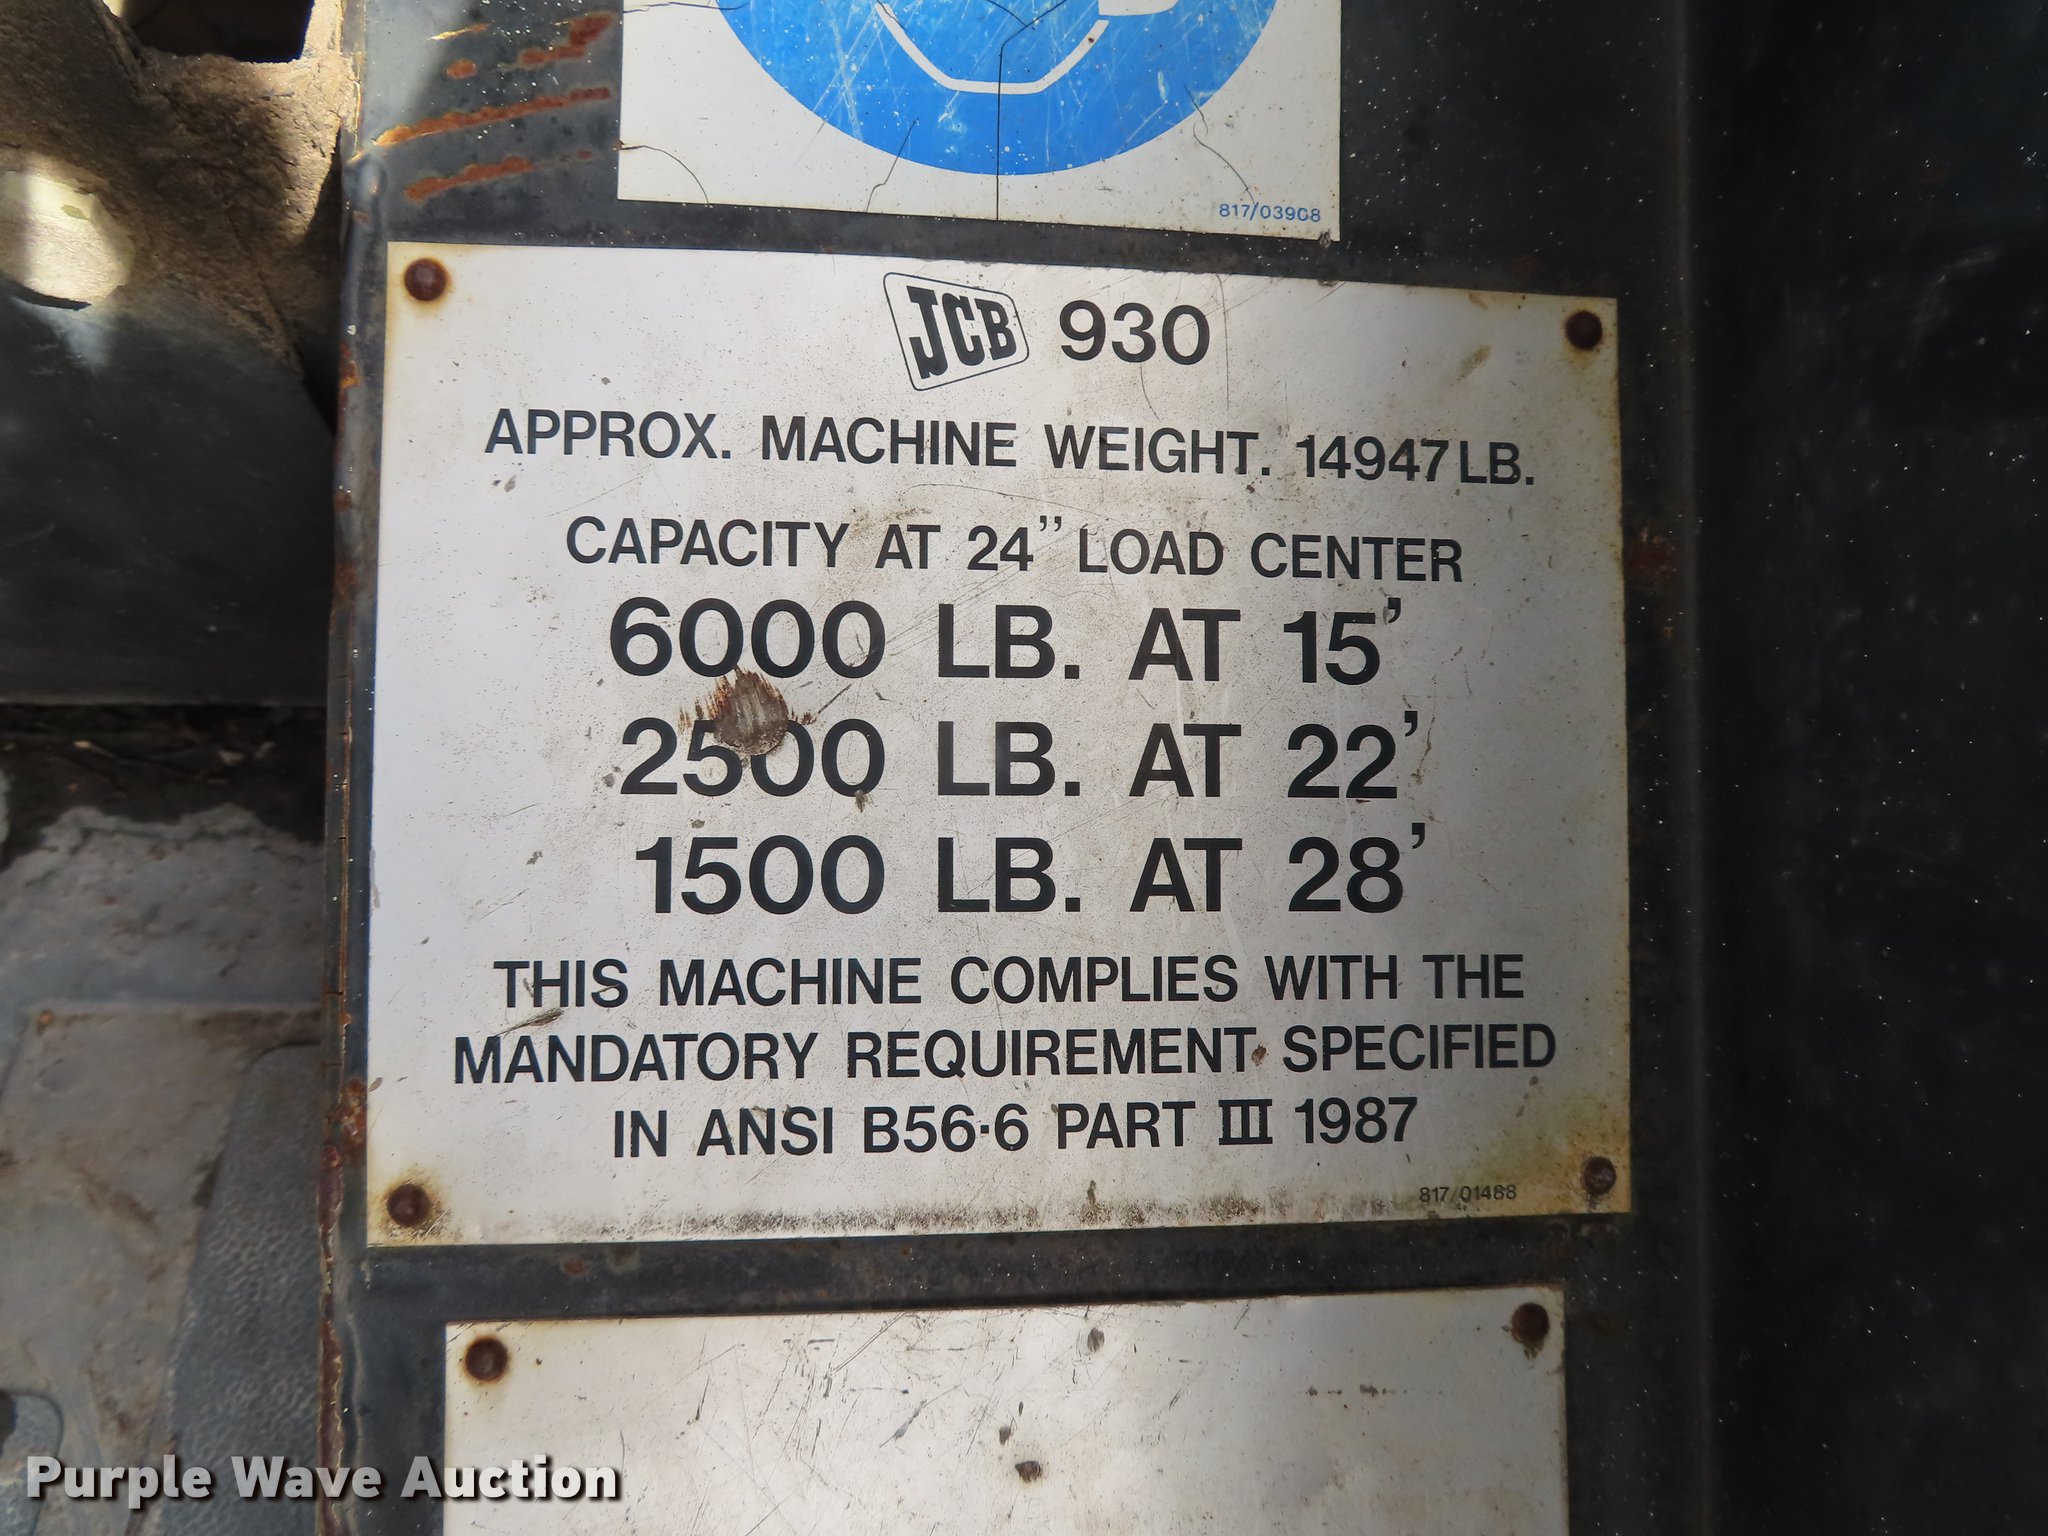 817/03908
JCB 930
APPROX. MACHINE WEIGHT. 14947 LB.
CAPACITY AT 24" LOAD CENTER
6000 LB. AT 15'
2500 LB. AT 22'
1500 LB. AT 28'
THIS MACHINE COMPLIES WITH THE
MANDATORY REQUIREMENT SPECIFIED
IN ANSI B56·6 PART III 1987
817/01488
Purple Wave Auction